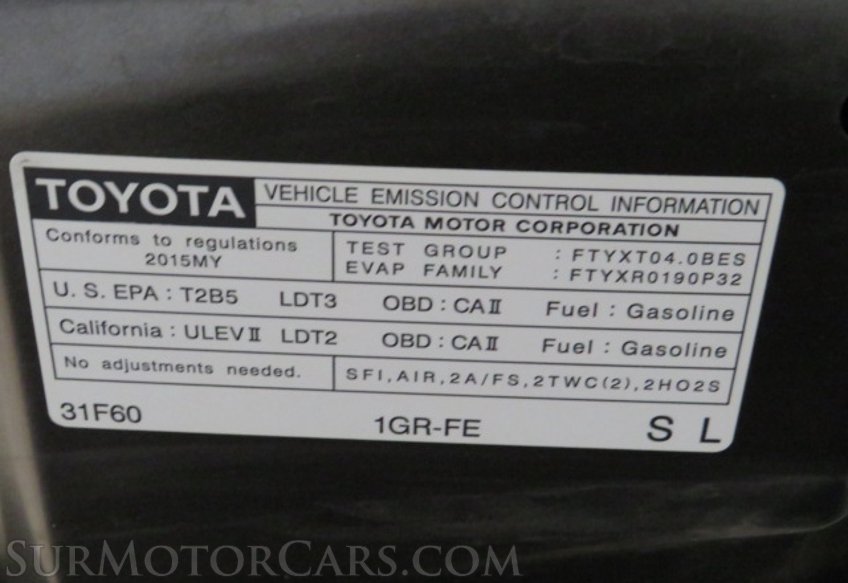 TOYOTA
VEHICLE EMISSION CONTROL INFORMATION
TOYOTA MOTOR CORPORATION
Conforms to regulations
2015MY
TEST GROUP : FTYXT04.0BES
EVAP FAMILY : FTYXR0190P32
U.S.EPA : T2B5 LDT3 OBD : CAⅡ Fuel : Gasoline
California : ULEVⅡ LDT2 OBD : CAⅡ Fuel : Gasoline
No adjustments needed.
SFI,AIR,2A/FS,2TWC(2),2HO2S
31F60 1GR-FE S L
SURMOTORCARS.COM